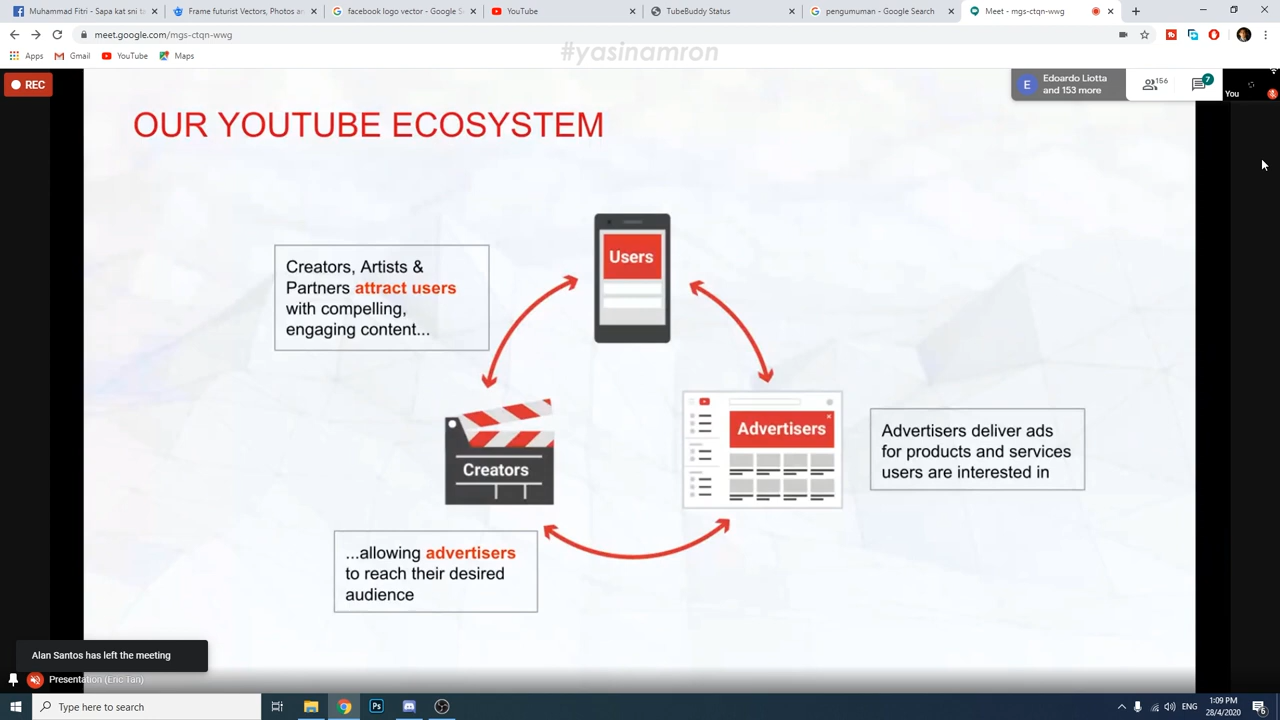 Muhammad Fitri - Sapa kat sni ta
Frame futurist Vectors, Photos an
facebook logo vector - Google S
YouTube
TubeBuddy Status
pengumuman - Google Search
Meet - mgs-ctqn-wwg
meet.google.com/mgs-ctqn-wwg
Apps
Gmail
YouTube
Maps
#yasinamron
REC
E
Edoardo Liotta
and 153 more
156
7
You
OUR YOUTUBE ECOSYSTEM
Users
Creators, Artists &
Partners attract users
with compelling,
engaging content...
Advertisers
Advertisers deliver ads
for products and services
users are interested in
Creators
...allowing advertisers
to reach their desired
audience
Alan Santos has left the meeting
Presentation (Eric Tan)
Type here to search
Ps
ENG
1:09 PM
28/4/2020